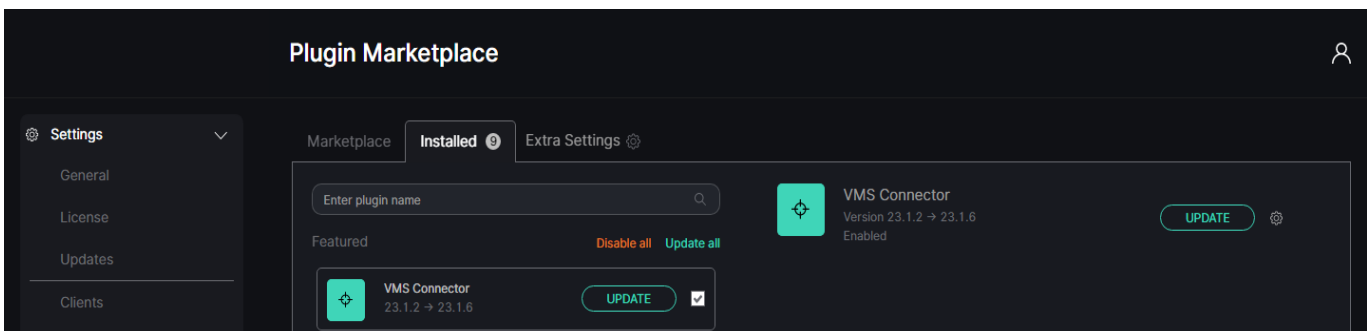 Plugin Marketplace
Settings
General
License
Updates
Clients
Marketplace
Installed 9
Extra Settings
Enter plugin name
Featured
Disable all
Update all
VMS Connector
23.1.2 → 23.1.6
UPDATE
VMS Connector
Version 23.1.2 → 23.1.6
Enabled
UPDATE